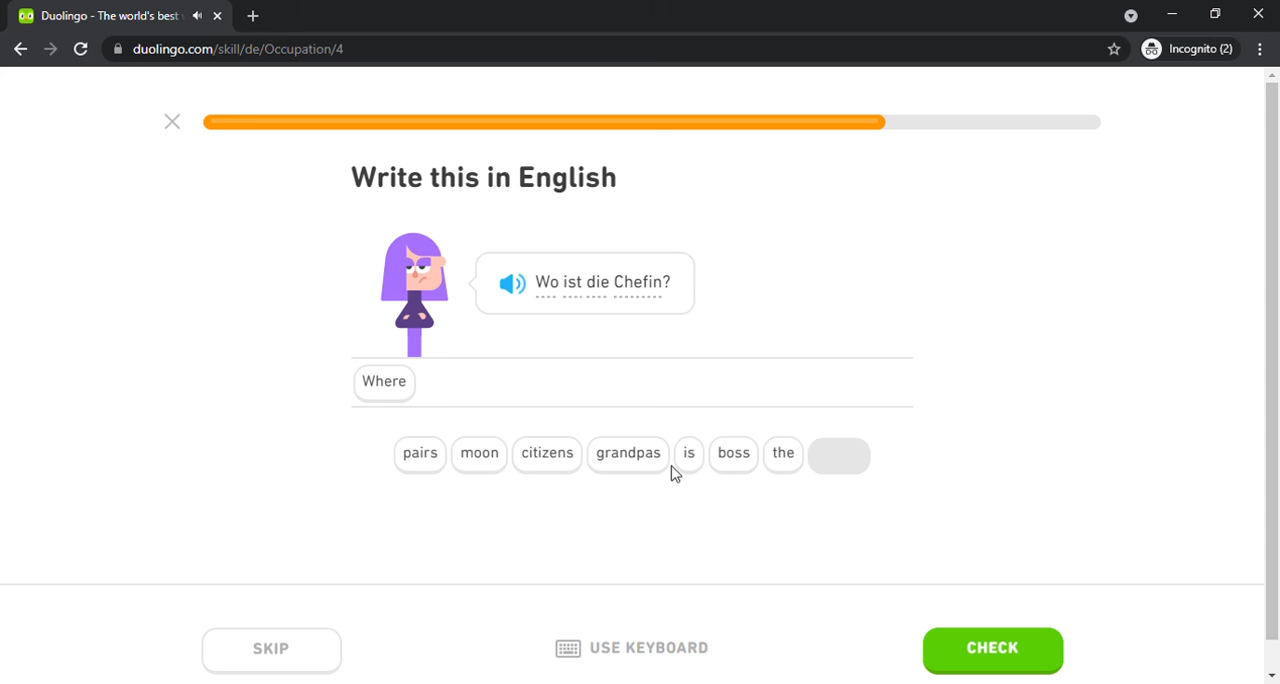 Duolingo - The world's best
duolingo.com/skill/de/Occupation/4
Incognito (2)
Write this in English
Wo ist die Chefin?
Where
pairs moon citizens grandpas is boss the
SKIP USE KEYBOARD CHECK